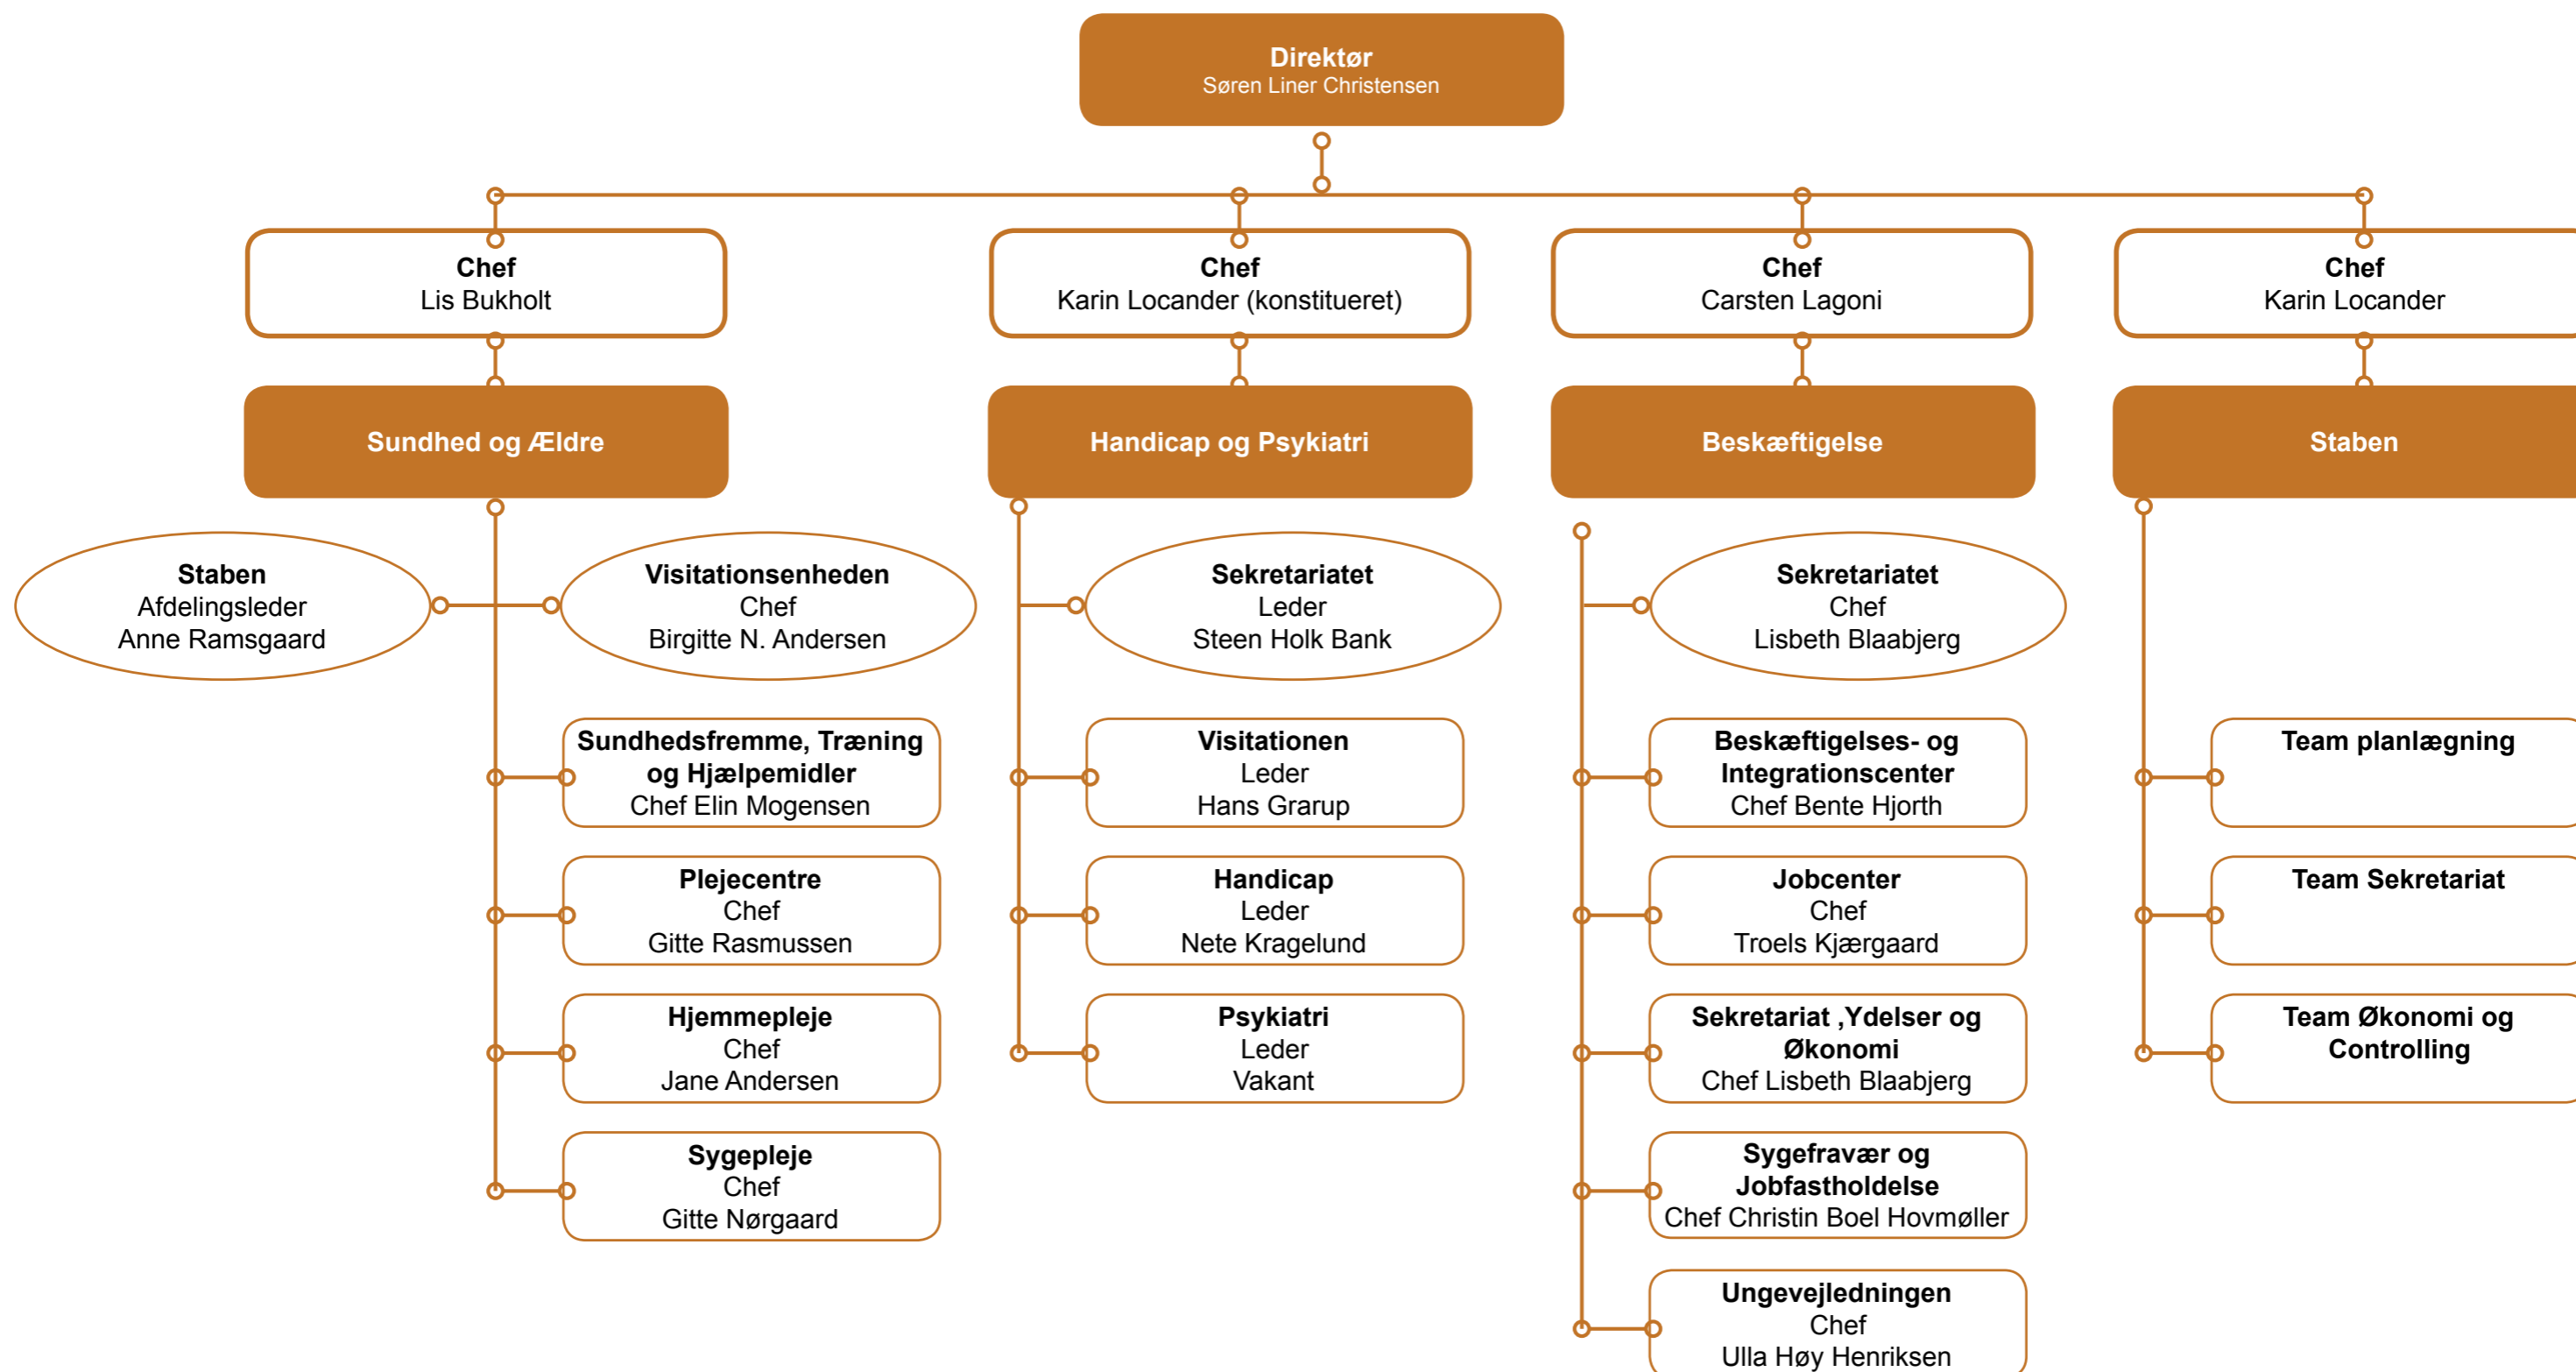 Direktør
Søren Liner Christensen
Chef
Lis Bukholt
Chef
Karin Locander (konstitueret)
Chef
Carsten Lagoni
Chef
Karin Locander
Sundhed og Ældre
Handicap og Psykiatri
Beskæftigelse
Staben
Staben
Afdelingsleder
Anne Ramsgaard
Visitationsenheden
Chef
Birgitte N. Andersen
Sundhedsfremme, Træning
og Hjælpemidler
Chef Elin Mogensen
Plejecentre
Chef
Gitte Rasmussen
Hjemmepleje
Chef
Jane Andersen
Sygepleje
Chef
Gitte Nørgaard
Sekretariatet
Leder
Steen Holk Bank
Visitationen
Leder
Hans Grarup
Handicap
Leder
Nete Kragelund
Psykiatri
Leder
Vakant
Sekretariatet
Chef
Lisbeth Blaabjerg
Beskæftigelses- og
Integrationscenter
Chef Bente Hjorth
Jobcenter
Chef
Troels Kjærgaard
Sekretariat ,Ydelser og
Økonomi
Chef Lisbeth Blaabjerg
Sygefravær og
Jobfastholdelse
Chef Christin Boel Hovmøller
Ungevejledningen
Chef
Ulla Høy Henriksen
Team planlægning
Team Sekretariat
Team Økonomi og
Controlling